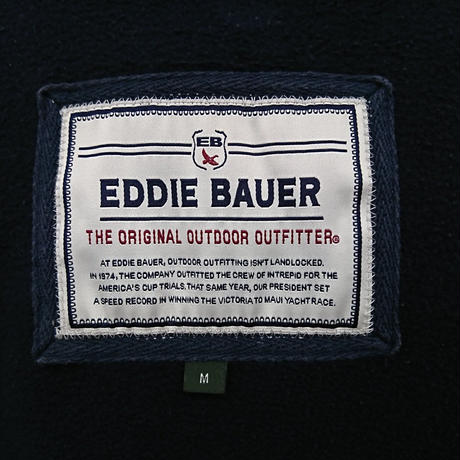 EB
EDDIE BAUER
THE ORIGINAL OUTDOOR OUTFITTER®
AT EDDIE BAUER, OUTDOOR OUTFITTING ISN'T LANDLOCKED.
IN 1974, THE COMPANY OUTFITTED THE CREW OF INTREPID FOR THE
AMERICA'S CUP TRIALS. THAT SAME YEAR, OUR PRESIDENT SET
A SPEED RECORD IN WINNING THE VICTORIA TO MAUI YACHT RACE.
M